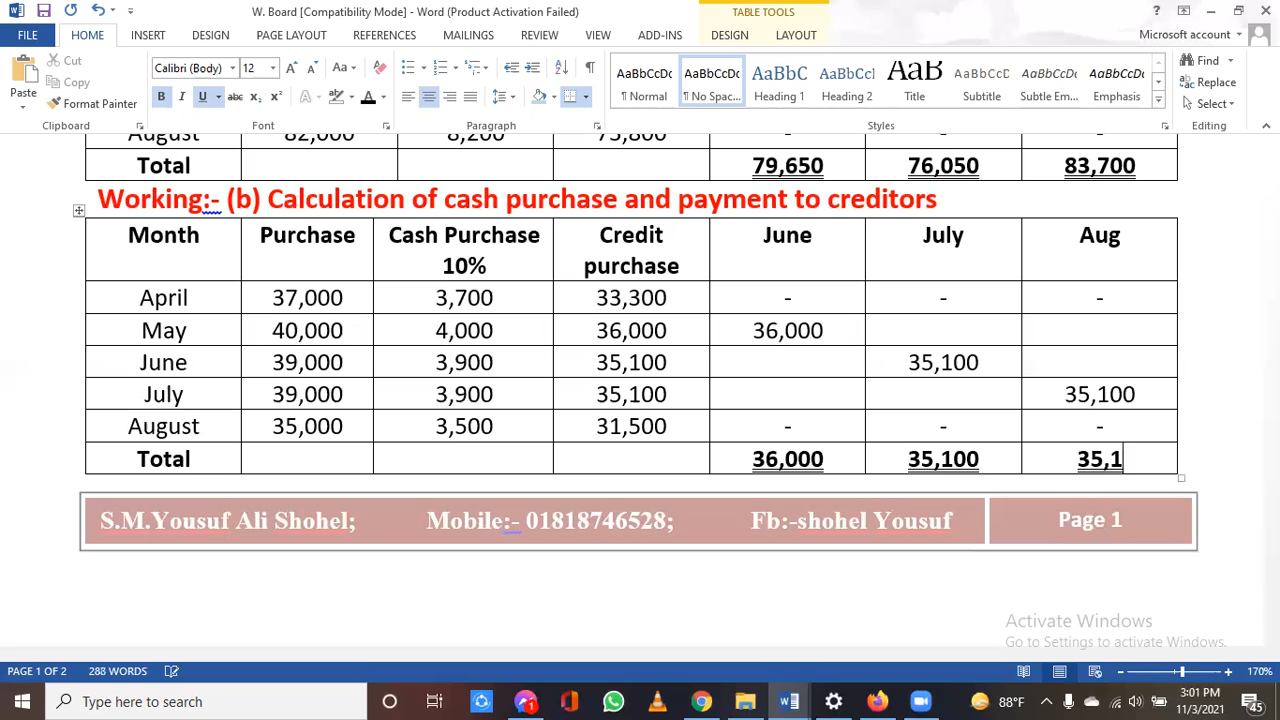 W. Board [Compatibility Mode] - Word (Product Activation Failed)
TABLE TOOLS
FILE HOME INSERT DESIGN PAGE LAYOUT REFERENCES MAILINGS REVIEW VIEW ADD-INS DESIGN LAYOUT Microsoft account
Cut
Copy
Format Painter
Paste
Clipboard
Calibri (Body) 12
Font
Paragraph
AaBbCcDc AaBbCcDc AaBbC AaBbCcl AaB AaBbCcDc AaBbCcDc AaBbCcDc
¶ Normal ¶ No Spac... Heading 1 Heading 2 Title Subtitle Subtle Em... Emphasis
Styles
Find
Replace
Select
Editing
August 82,000 8,200 73,800 - - -
Total 79,650 76,050 83,700
Working:- (b) Calculation of cash purchase and payment to creditors
Month Purchase Cash Purchase 10% Credit purchase June July Aug
April 37,000 3,700 33,300 - - -
May 40,000 4,000 36,000 36,000
June 39,000 3,900 35,100 35,100
July 39,000 3,900 35,100 35,100
August 35,000 3,500 31,500 - - -
Total 36,000 35,100 35,1
S.M.Yousuf Ali Shohel; Mobile:- 01818746528; Fb:-shohel Yousuf Page 1
Activate Windows
Go to Settings to activate Windows.
PAGE 1 OF 2 288 WORDS 170%
Type here to search
88°F
3:01 PM
11/3/2021
45